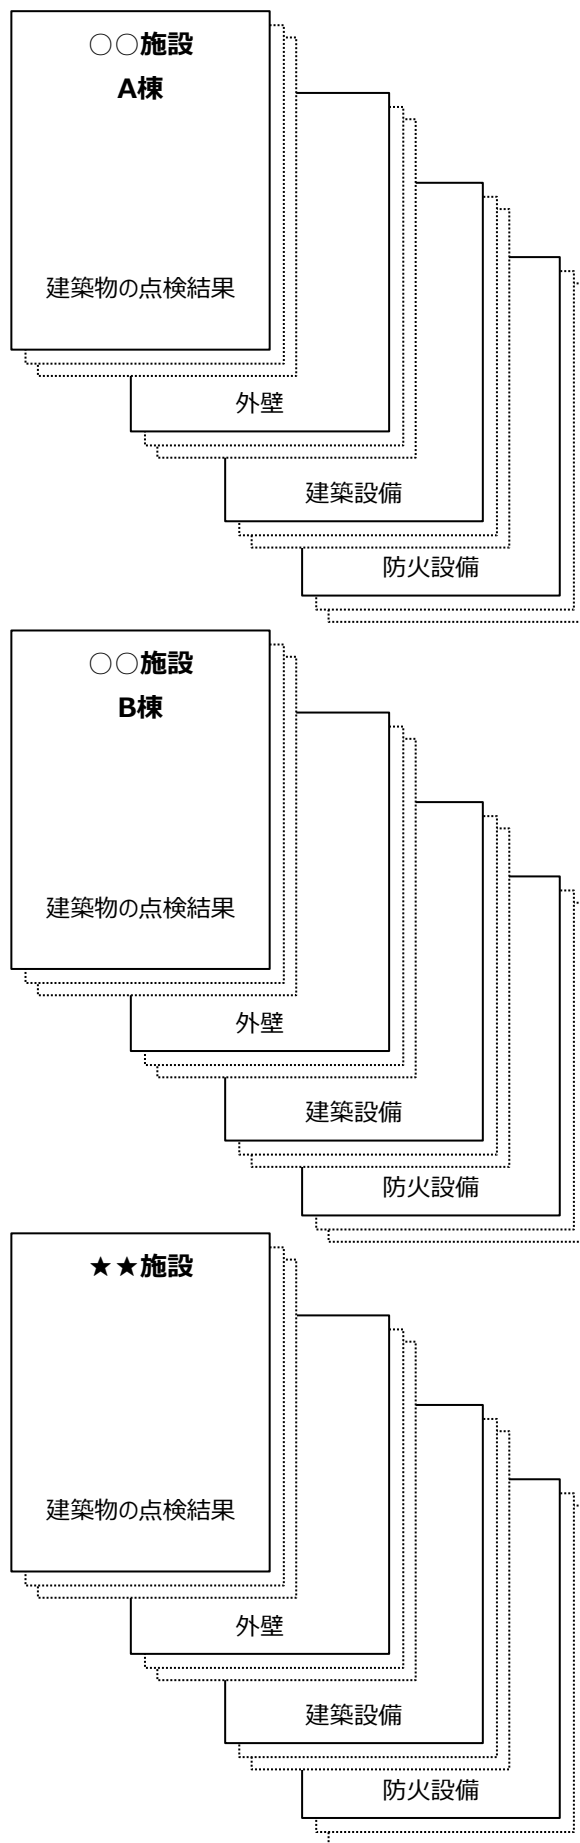 ○○施設
A棟
建築物の点検結果
外壁
建築設備
防火設備
○○施設
B棟
建築物の点検結果
外壁
建築設備
防火設備
★★施設
建築物の点検結果
外壁
建築設備
防火設備